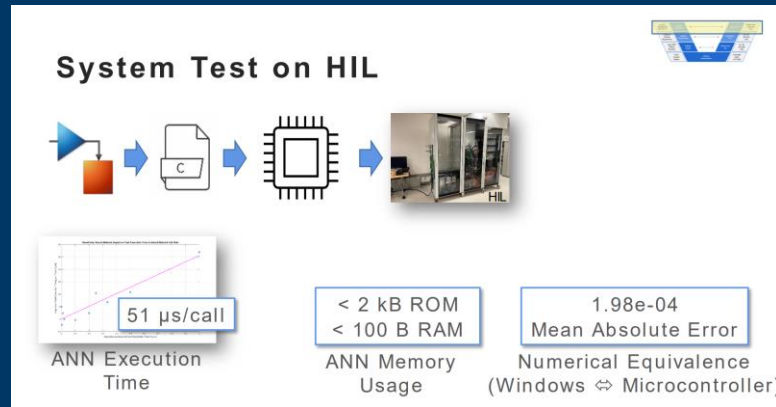 System Test on HIL
C
HIL
51 µs/call
ANN Execution
Time
< 2 kB ROM
< 100 B RAM
ANN Memory
Usage
1.98e-04
Mean Absolute Error
Numerical Equivalence
(Windows ⇔ Microcontroller)